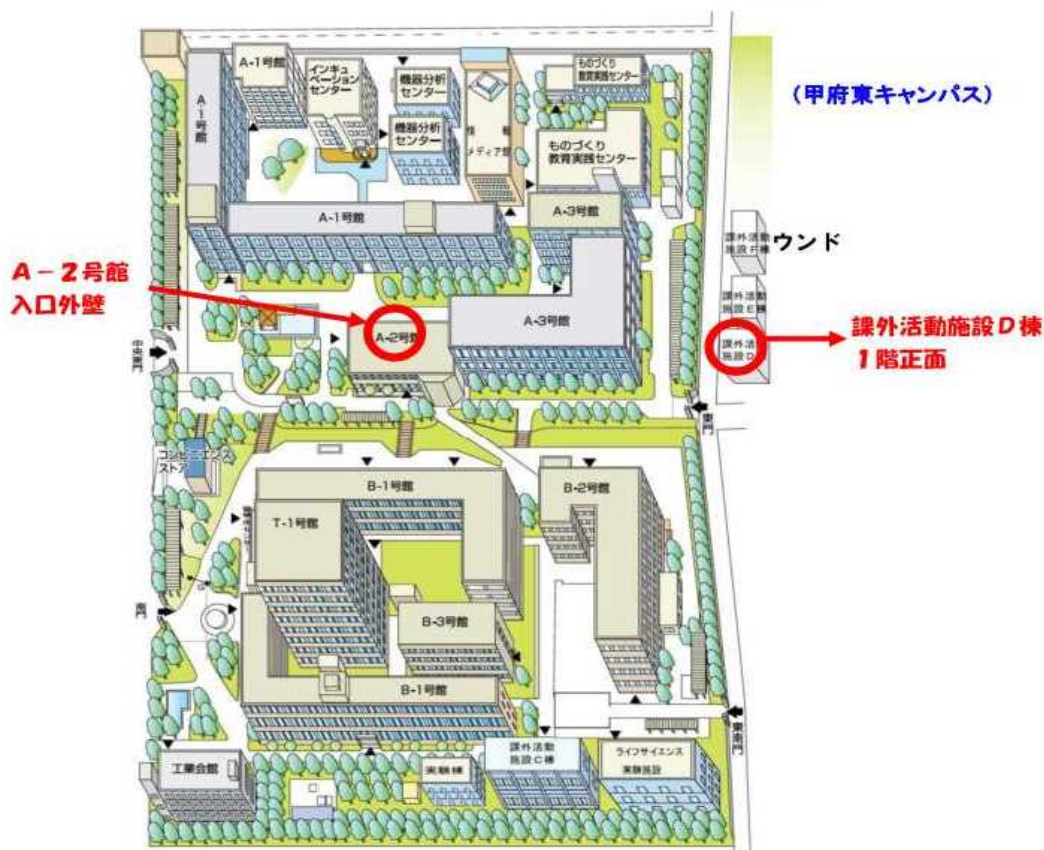 A-1号館
インキュ
ベーション
センター
機器分析
センター
ものづくり
教育実践センター
(甲府東キャンパス)
A-1号館
機器分析
センター
情報
メディア館
ものづくり
教育実践センター
A-1号館
A-3号館
課外活動
施設F棟
ウンド
A-2号館
入口外壁
課外活動
施設E棟
A-3号館
A-2号館
課外活
施設D
課外活動施設D棟
1階正面
東門
コンビニエンス
ストア
B-1号館
B-2号館
T-1号館
南門
B-3号館
B-1号館
東南門
課外活動
施設C棟
ライフサイエンス
実験施設
工業会館
実験棟